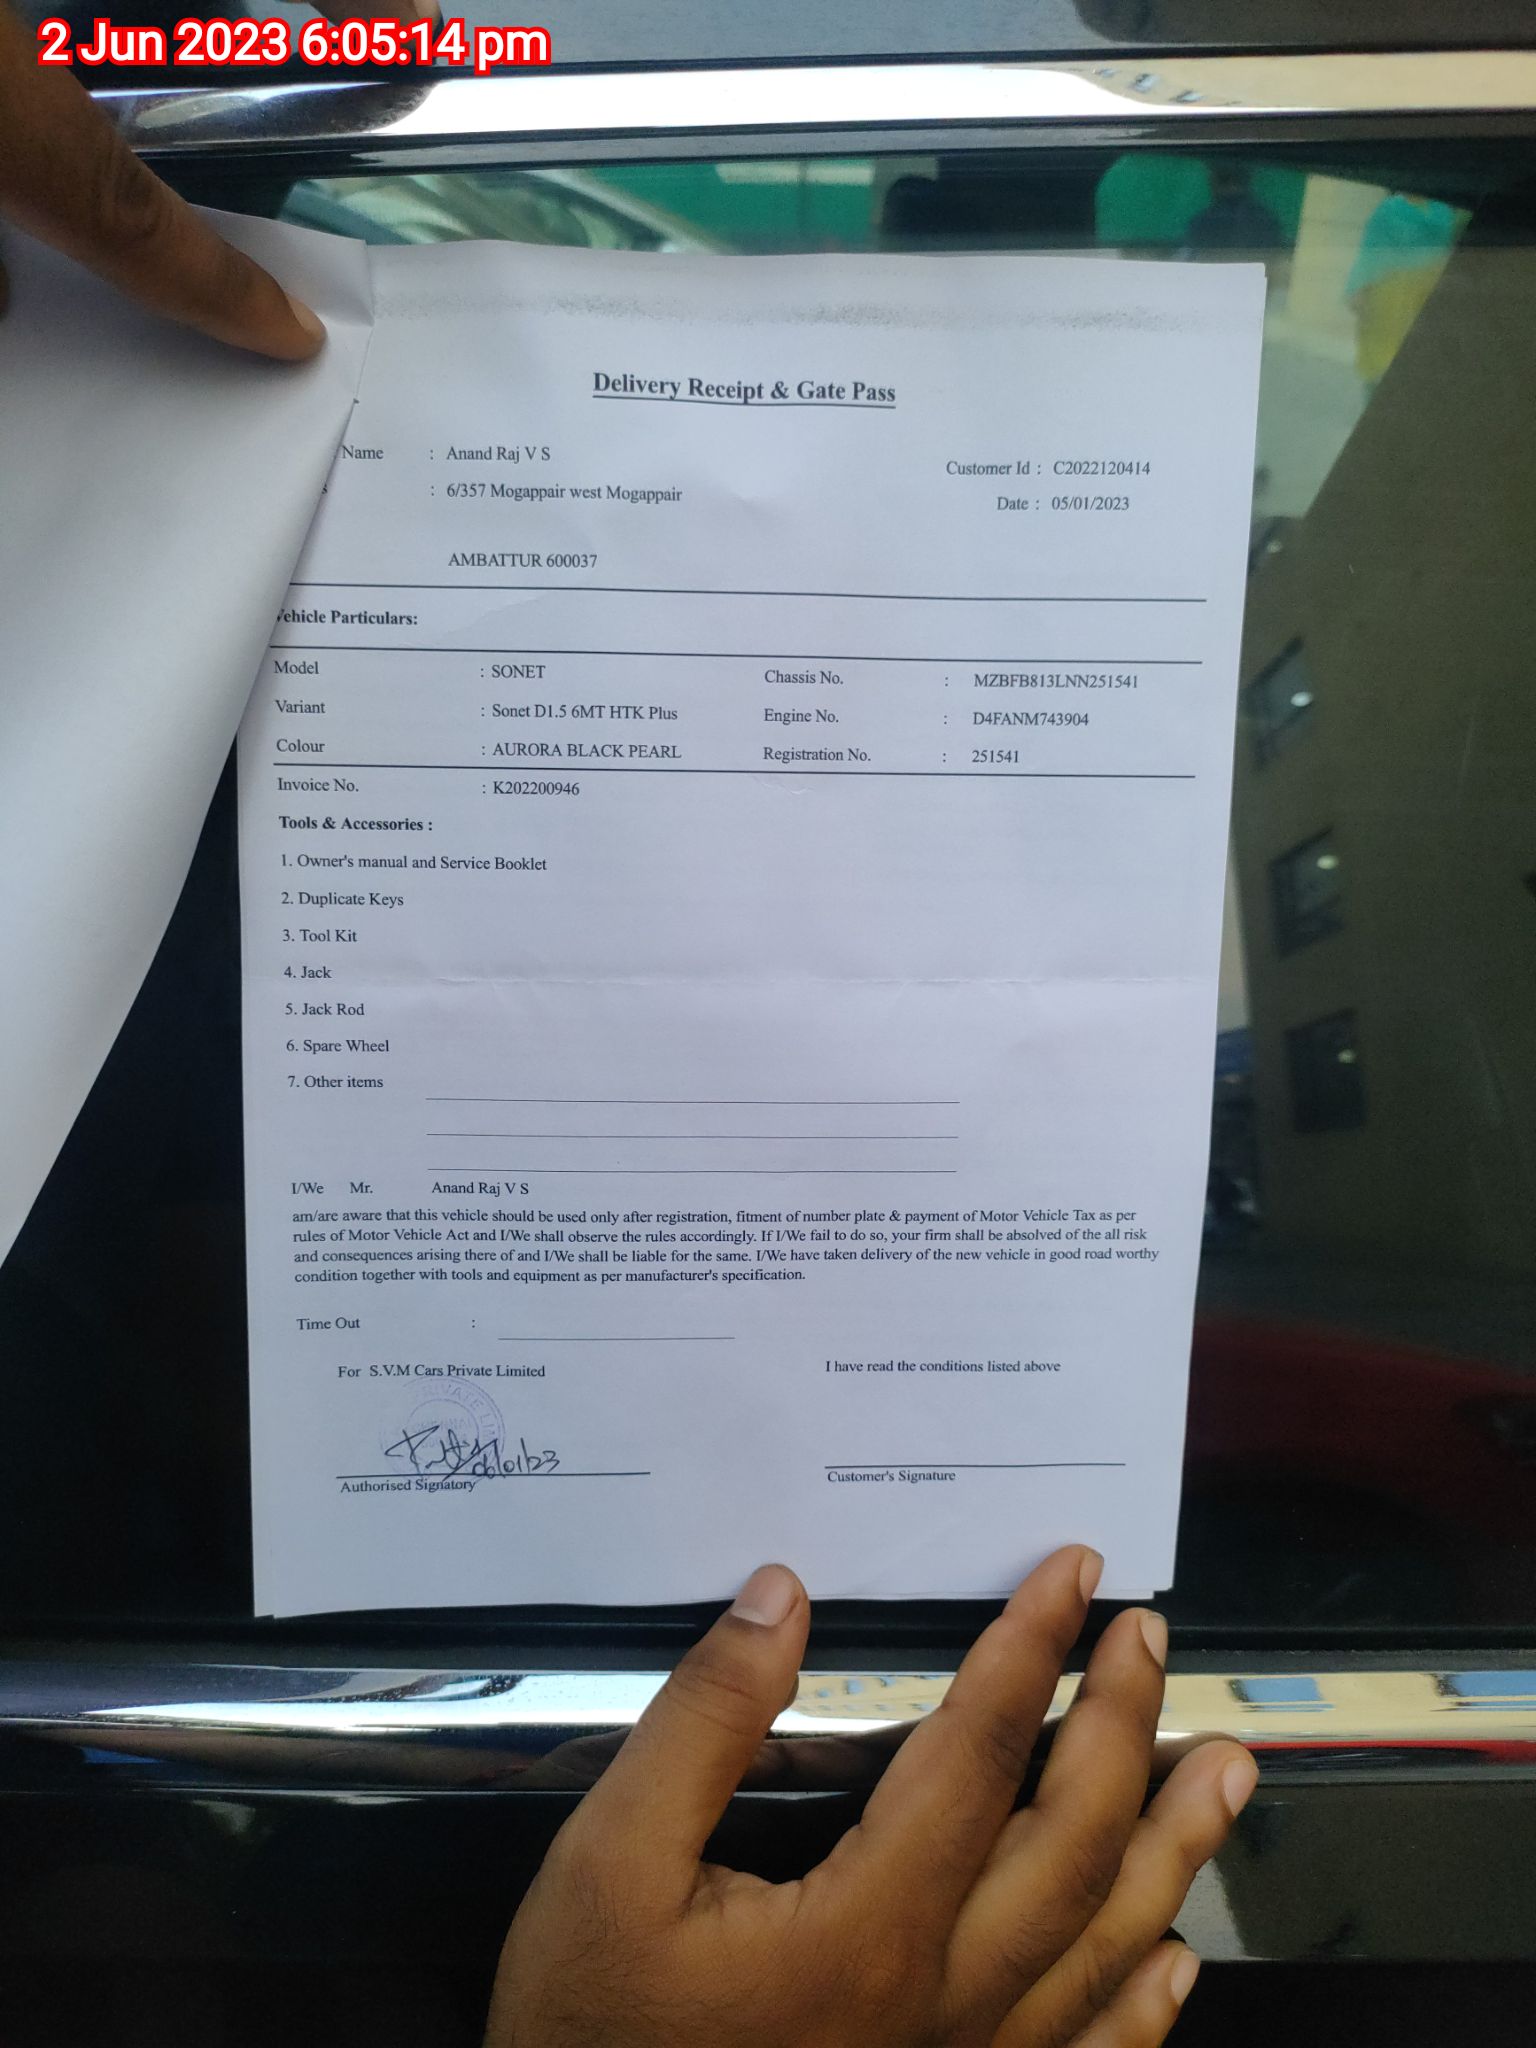 2 Jun 2023 6:05:14 pm
Delivery Receipt & Gate Pass
Name : Anand Raj V S
Customer Id : C2022120414
s : 6/357 Mogappair west Mogappair
Date : 05/01/2023
AMBATTUR 600037
Vehicle Particulars:
Model : SONET Chassis No. : MZBFB813LNN251541
Variant : Sonet D1.5 6MT HTK Plus Engine No. : D4FANM743904
Colour : AURORA BLACK PEARL Registration No. : 251541
Invoice No. : K202200946
Tools & Accessories :
1. Owner's manual and Service Booklet
2. Duplicate Keys
3. Tool Kit
4. Jack
5. Jack Rod
6. Spare Wheel
7. Other items
I/We Mr. Anand Raj V S
am/are aware that this vehicle should be used only after registration, fitment of number plate & payment of Motor Vehicle Tax as per
rules of Motor Vehicle Act and I/We shall observe the rules accordingly. If I/We fail to do so, your firm shall be absolved of the all risk
and consequences arising there of and I/We shall be liable for the same. I/We have taken delivery of the new vehicle in good road worthy
condition together with tools and equipment as per manufacturer's specification.
Time Out :
For S.V.M Cars Private Limited
I have read the conditions listed above
PRIVATE LIM
06/01/23
Authorised Signatory
Customer's Signature